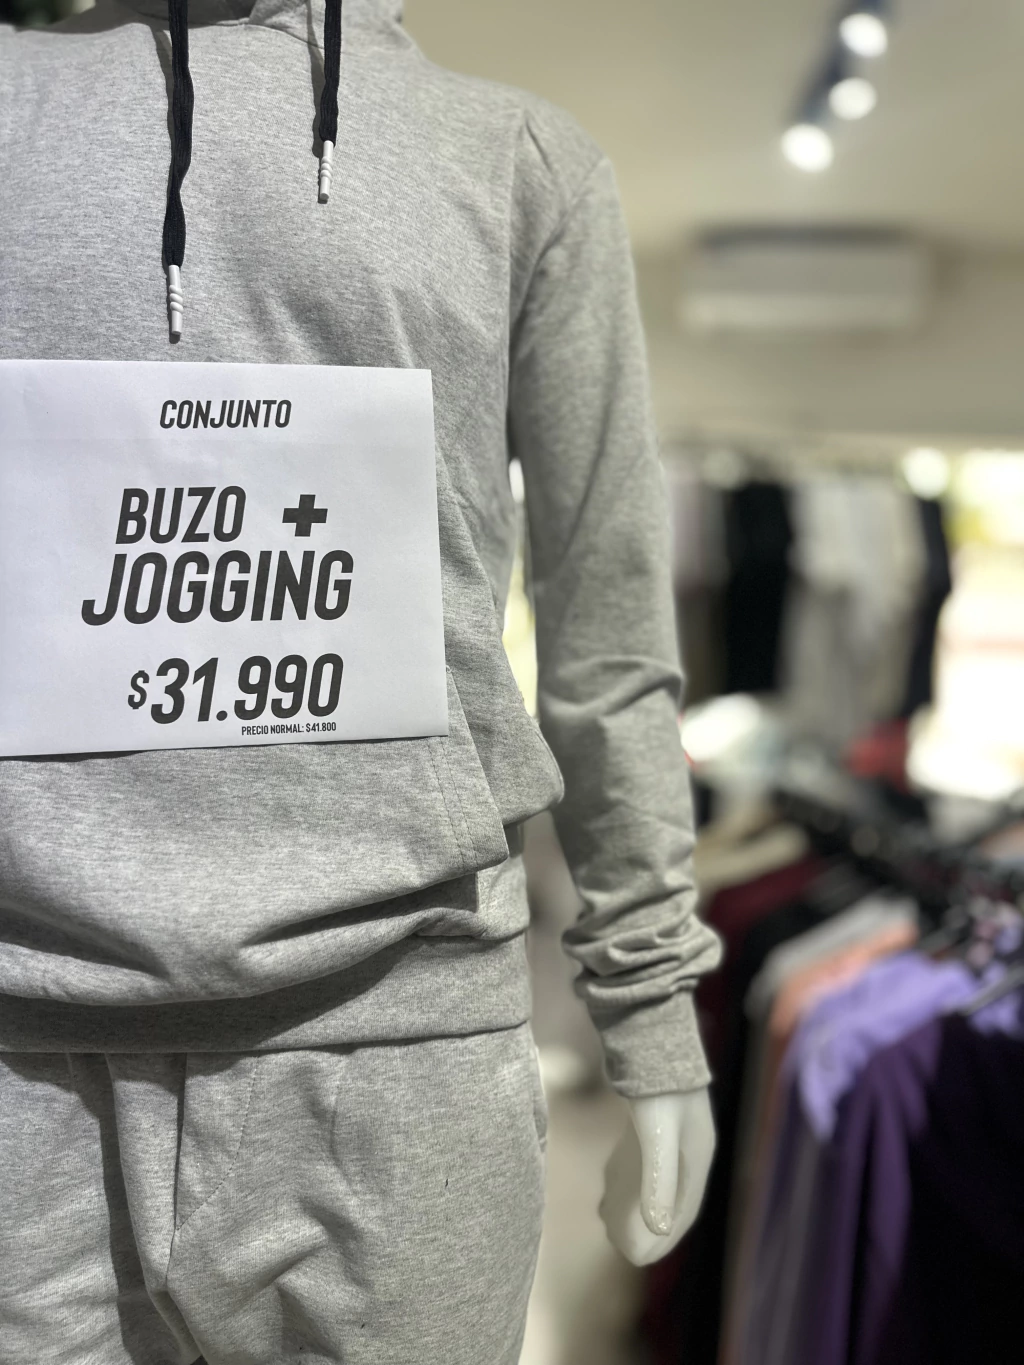 CONJUNTO
BUZO +
JOGGING
$31.990
PRECIO NORMAL: $41.800